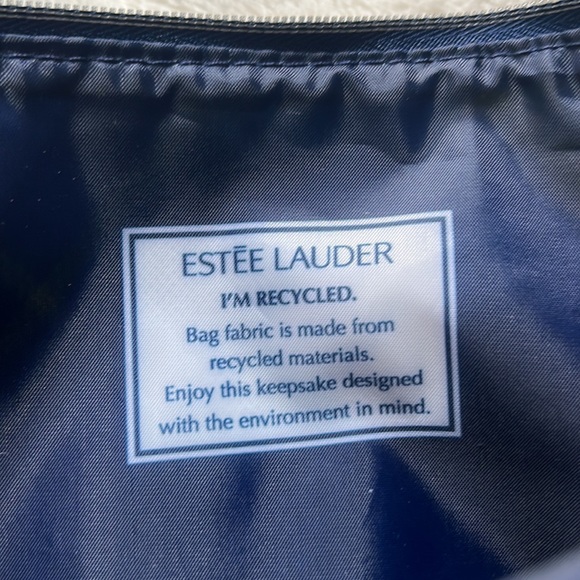 ESTĒE LAUDER
I'M RECYCLED.
Bag fabric is made from
recycled materials.
Enjoy this keepsake designed
with the environment in mind.